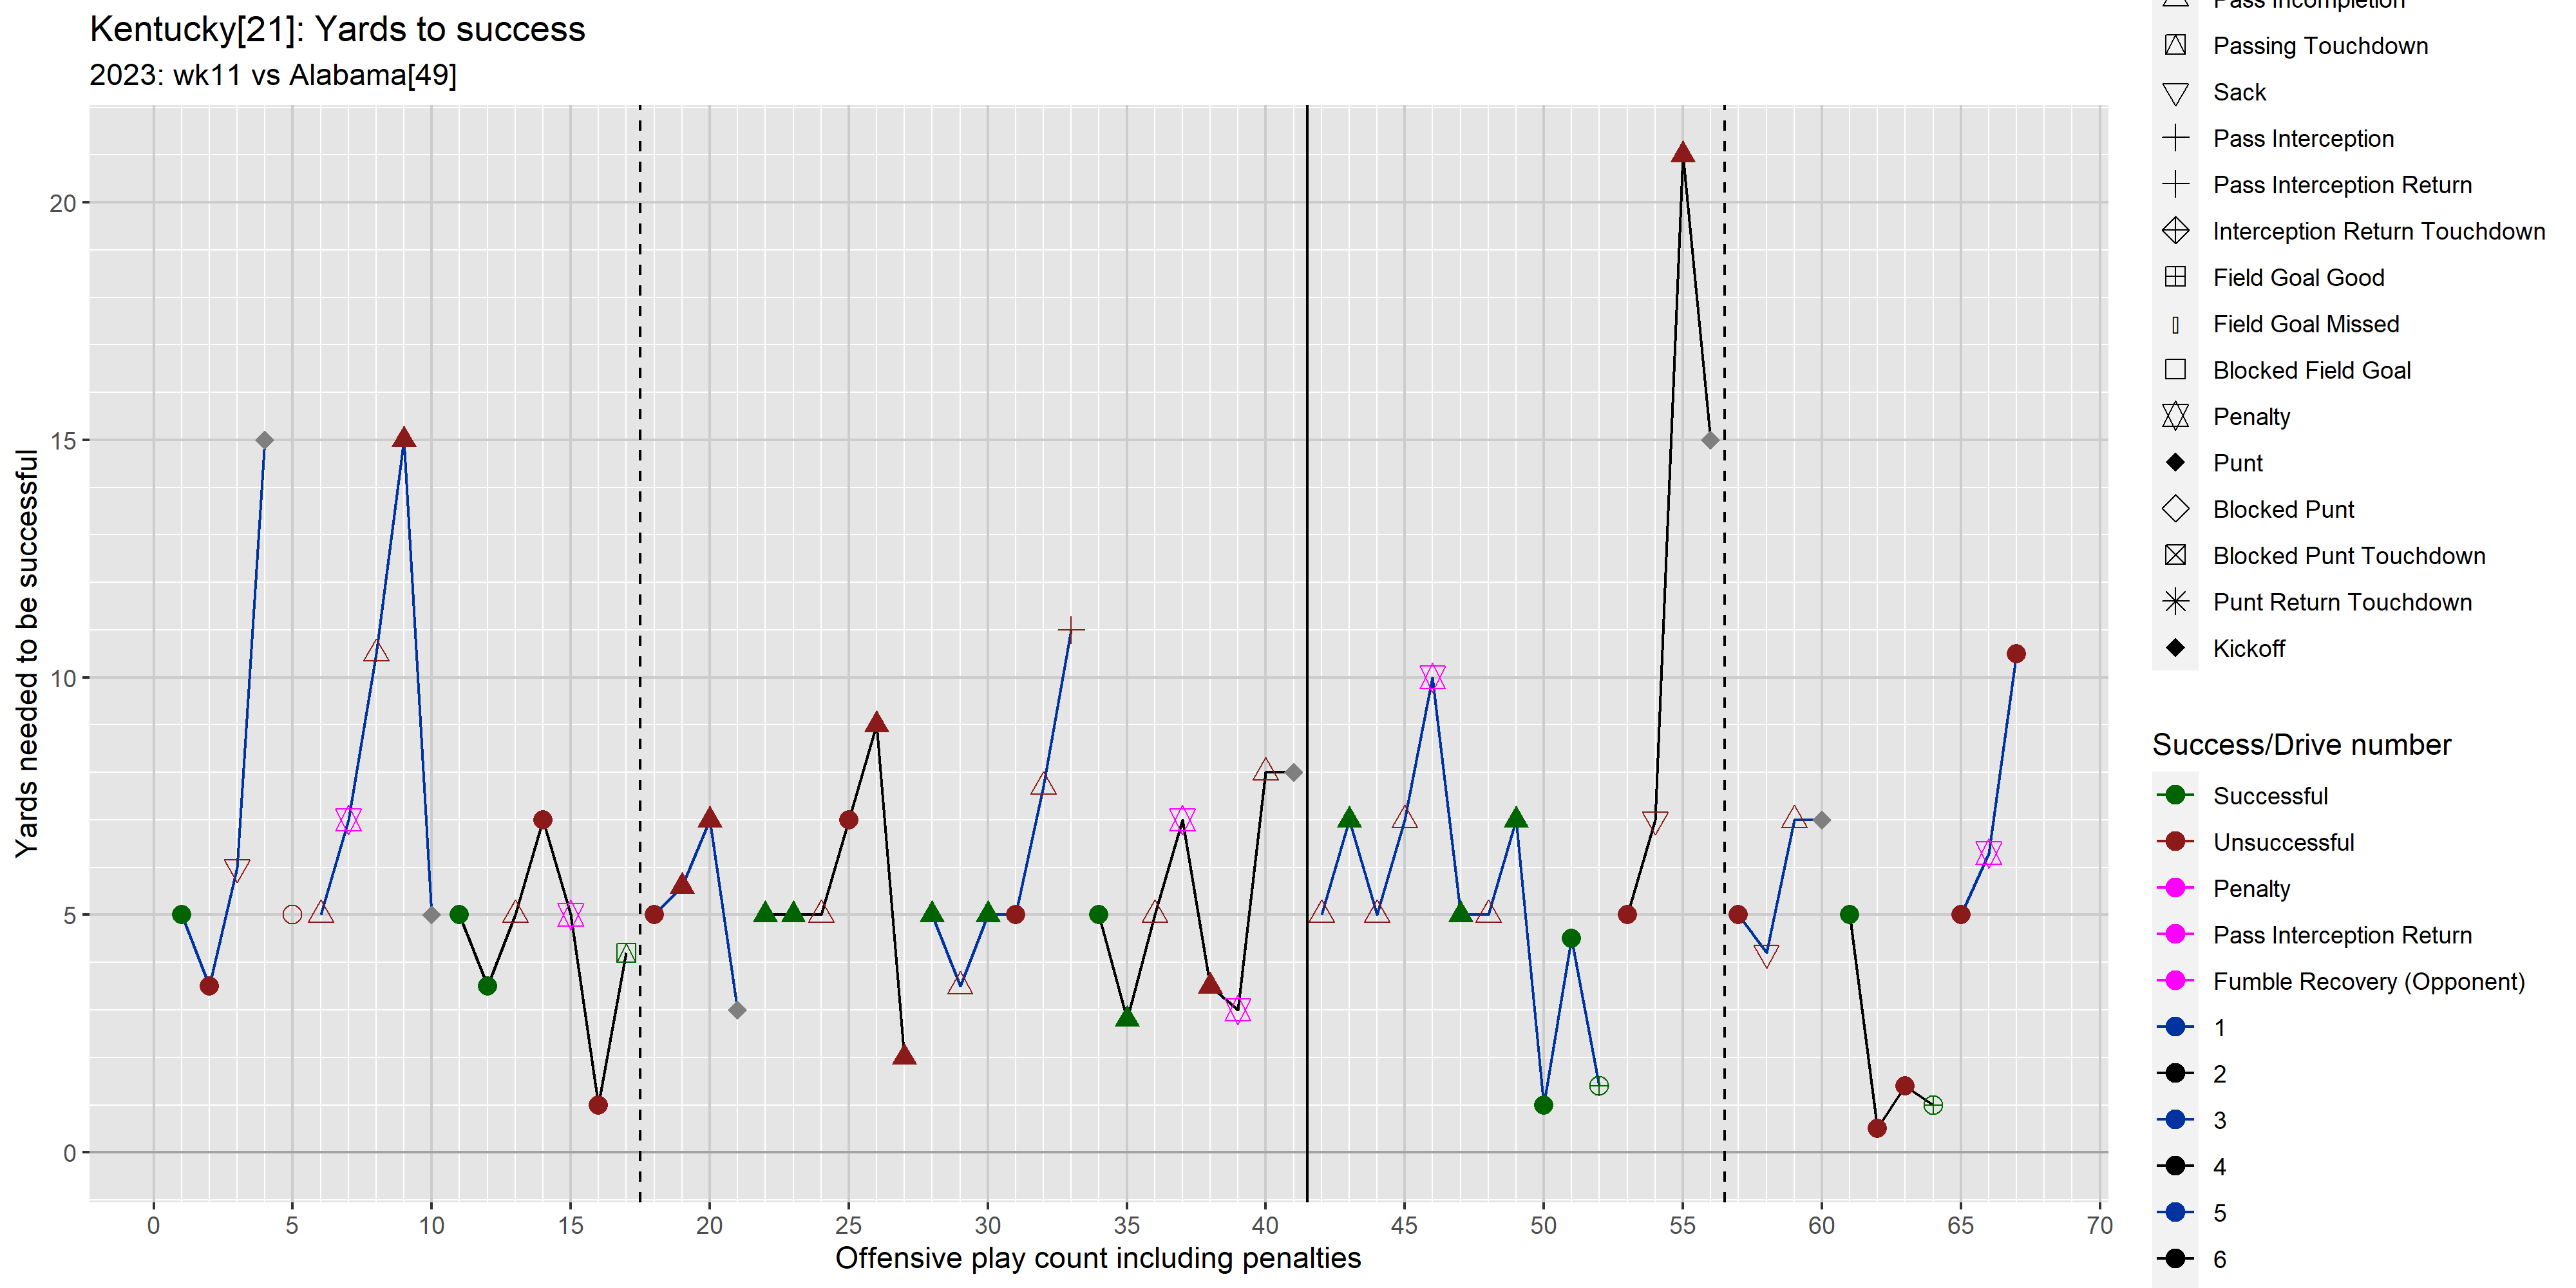 Kentucky[21]: Yards to success
2023: wk11 vs Alabama[49]
Yards needed to be successful
20
15
10
5
0
0 5 10 15 20 25 30 35 40 45 50 55 60 65 70
Offensive play count including penalties
Pass Incompletion
Passing Touchdown
Sack
Pass Interception
Pass Interception Return
Interception Return Touchdown
Field Goal Good
Field Goal Missed
Blocked Field Goal
Penalty
Punt
Blocked Punt
Blocked Punt Touchdown
Punt Return Touchdown
Kickoff
Success/Drive number
Successful
Unsuccessful
Penalty
Pass Interception Return
Fumble Recovery (Opponent)
1
2
3
4
5
6